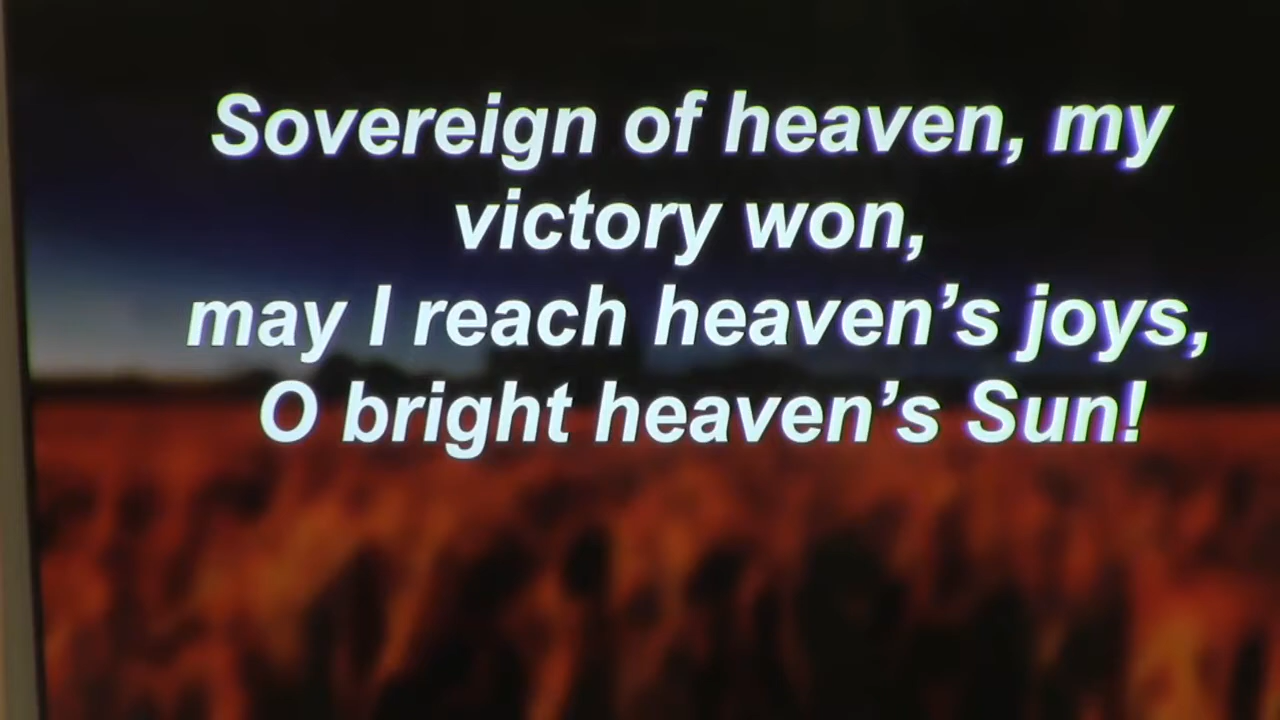 Sovereign of heaven, my
victory won,
may I reach heaven's joys,
O bright heaven's Sun!